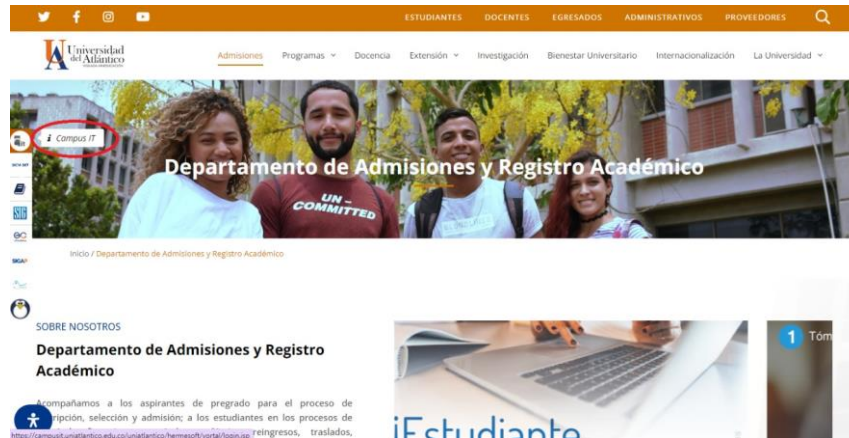 ESTUDIANTES DOCENTES EGRESADOS ADMINISTRATIVOS PROVEEDORES
Universidad
del Atlántico
Admisiones Programas Docencia Extensión Investigación Bienestar Universitario Internacionalización La Universidad
i Campus IT
Departamento de Admisiones y Registro Académico
UN-
COMMITTED
SIG
Inicio / Departamento de Admisiones y Registro Académico
SOBRE NOSOTROS
Departamento de Admisiones y Registro
Académico
Acompañamos a los aspirantes de pregrado para el proceso de
selección y admisión; a los estudiantes en los procesos de
reingresos, traslados,
iEstudiante
1 Tóm
https://campusit.uniatlantico.edu.co/uniatlantico/hermesoft/vortal/login.jsp